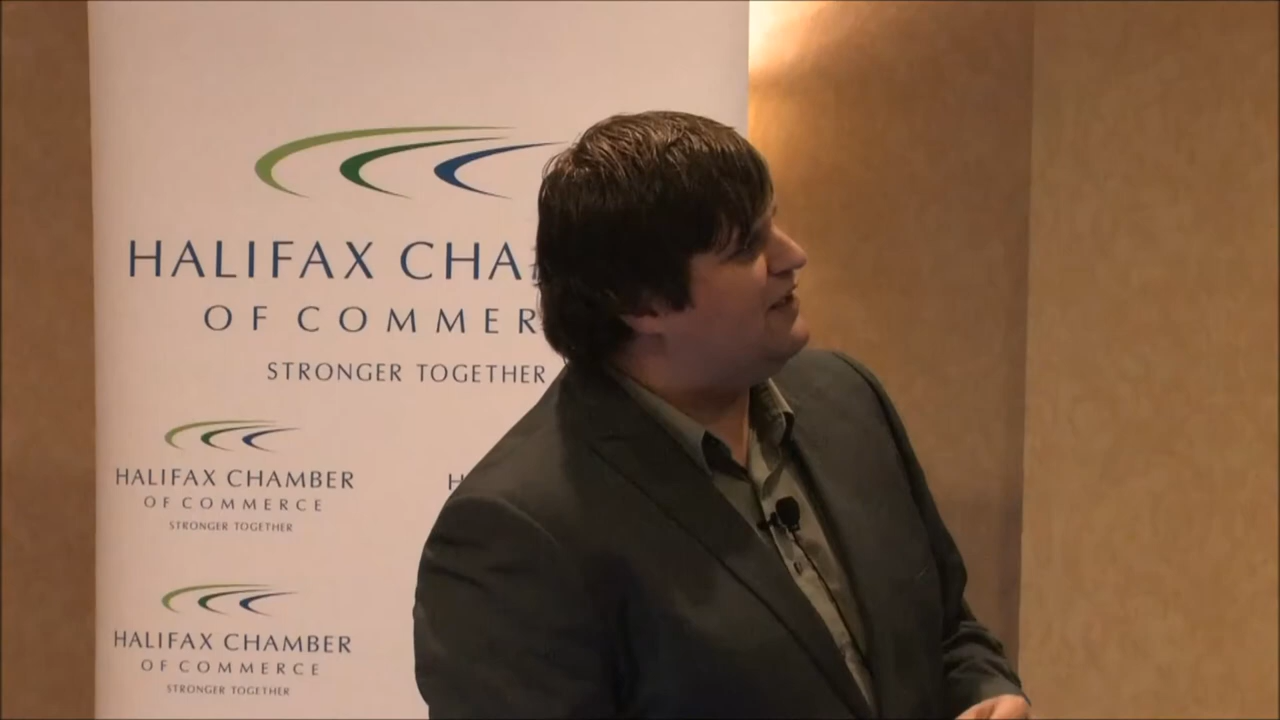 HALIFAX CHA
OF COMMER
STRONGER TOGETHER
HALIFAX CHAMBER
OF COMMERCE
STRONGER TOGETHER
H
HALIFAX CHAMBER
OF COMMERCE
STRONGER TOGETHER